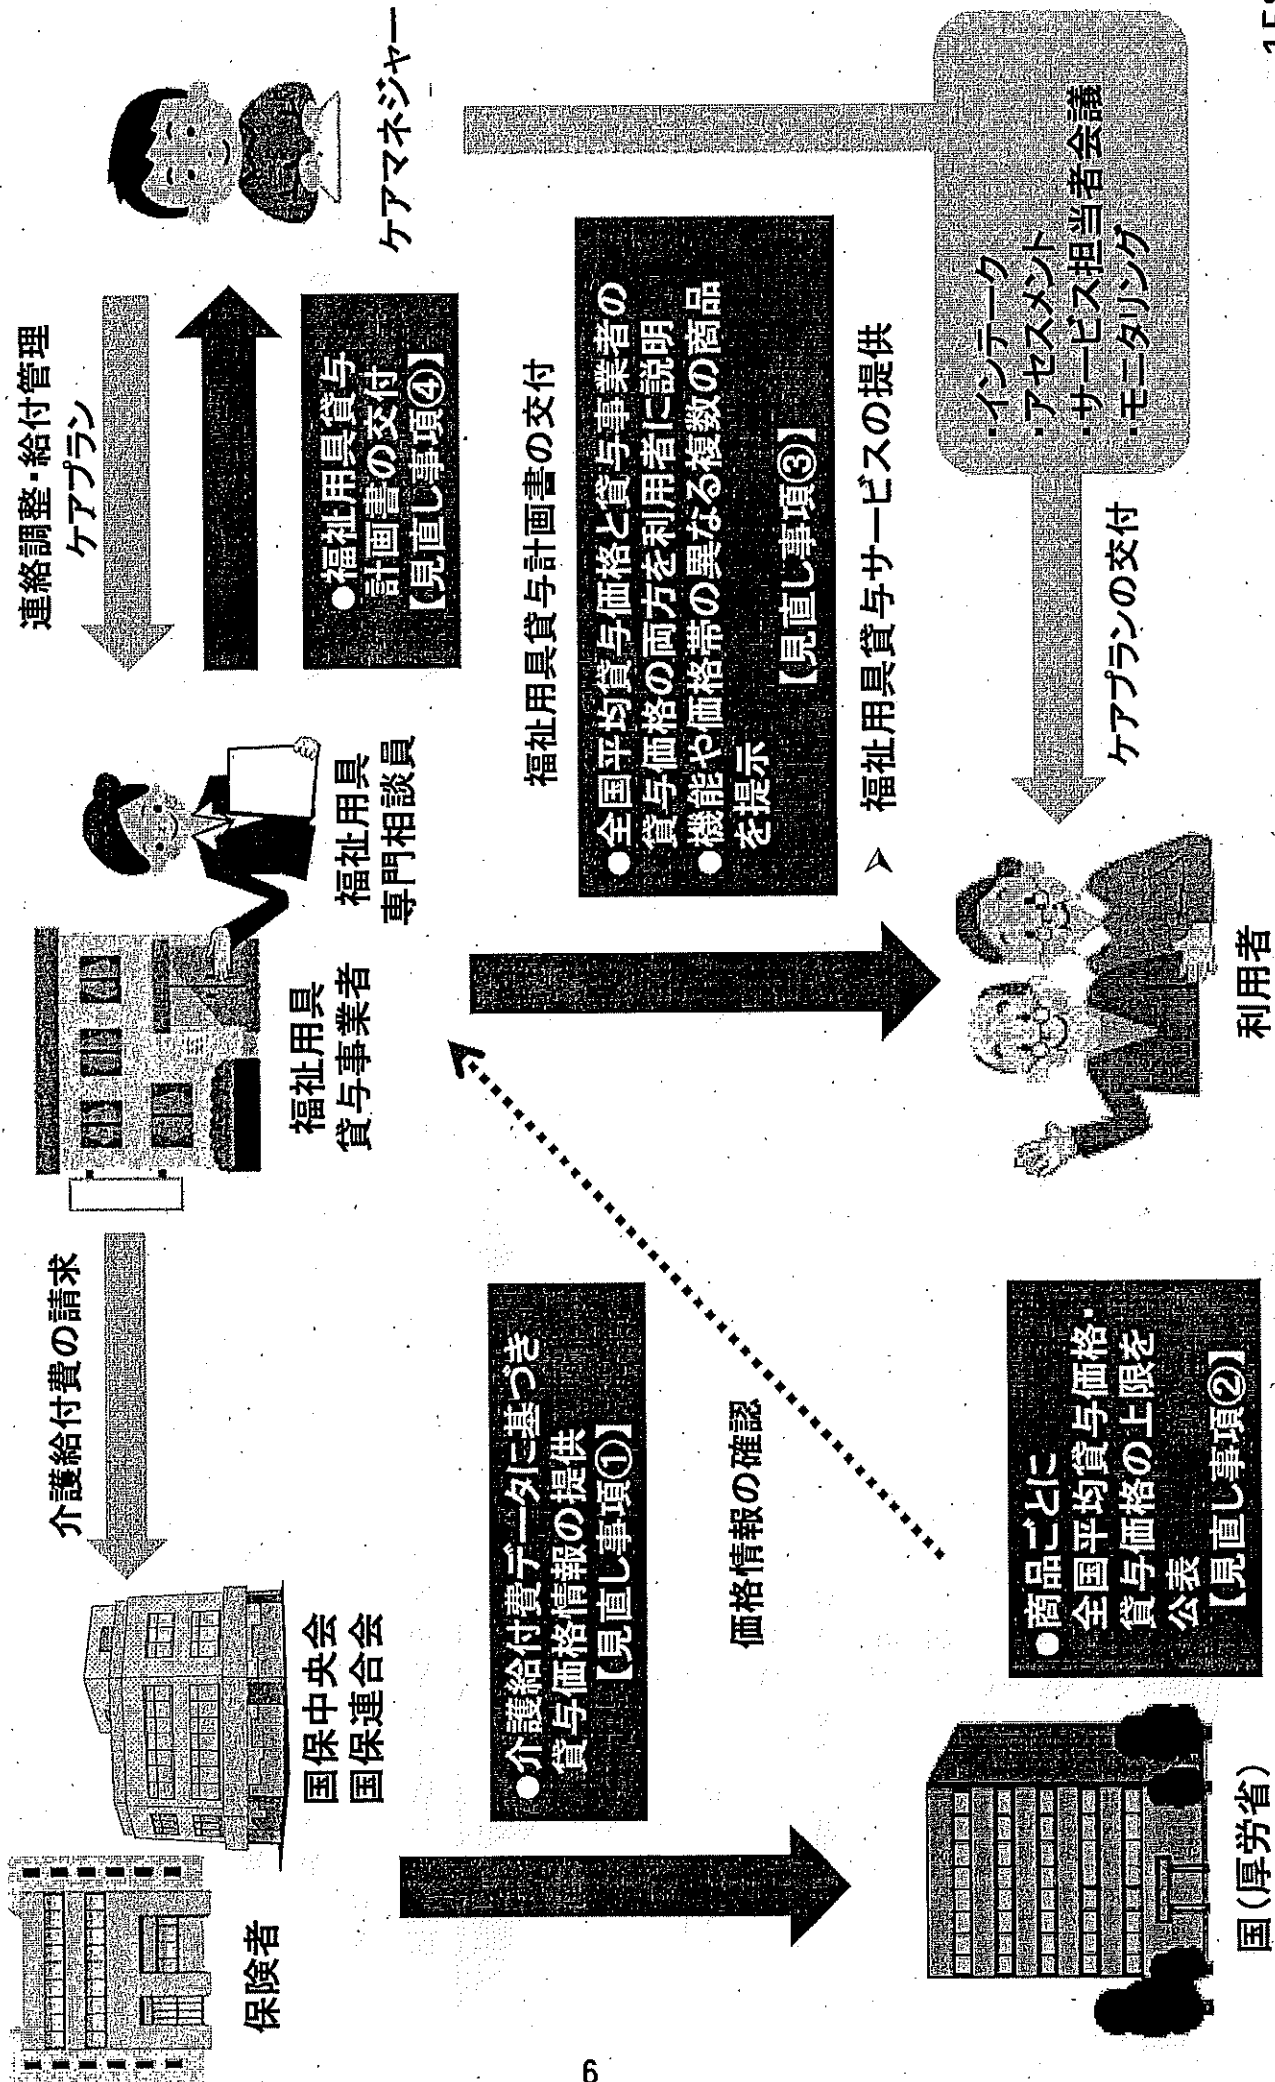 保険者
国保中央会
国保連合会
介護給付費の請求
福祉用具
貸与事業者
福祉用具
専門相談員
連絡調整・給付管理
ケアプラン
●福祉用具貸与
計画書の交付
【見直し事項④】
ケアマネジャー
●介護給付費データに基づき
貸与価格情報の提供
【見直し事項①】
価格情報の確認
福祉用具貸与計画書の交付
●全国平均貸与価格と貸与事業者の
貸与価格の両方を利用者に説明
●機能や価格帯の異なる複数の商品
を提示
【見直し事項③】
➢ 福祉用具貸与サービスの提供
国(厚労省)
●商品ごとに
全国平均貸与価格・
貸与価格の上限を
公表
【見直し事項②】
利用者
ケアプランの交付
・インテーク
・アセスメント
・サービス担当者会議
・モニタリング
9